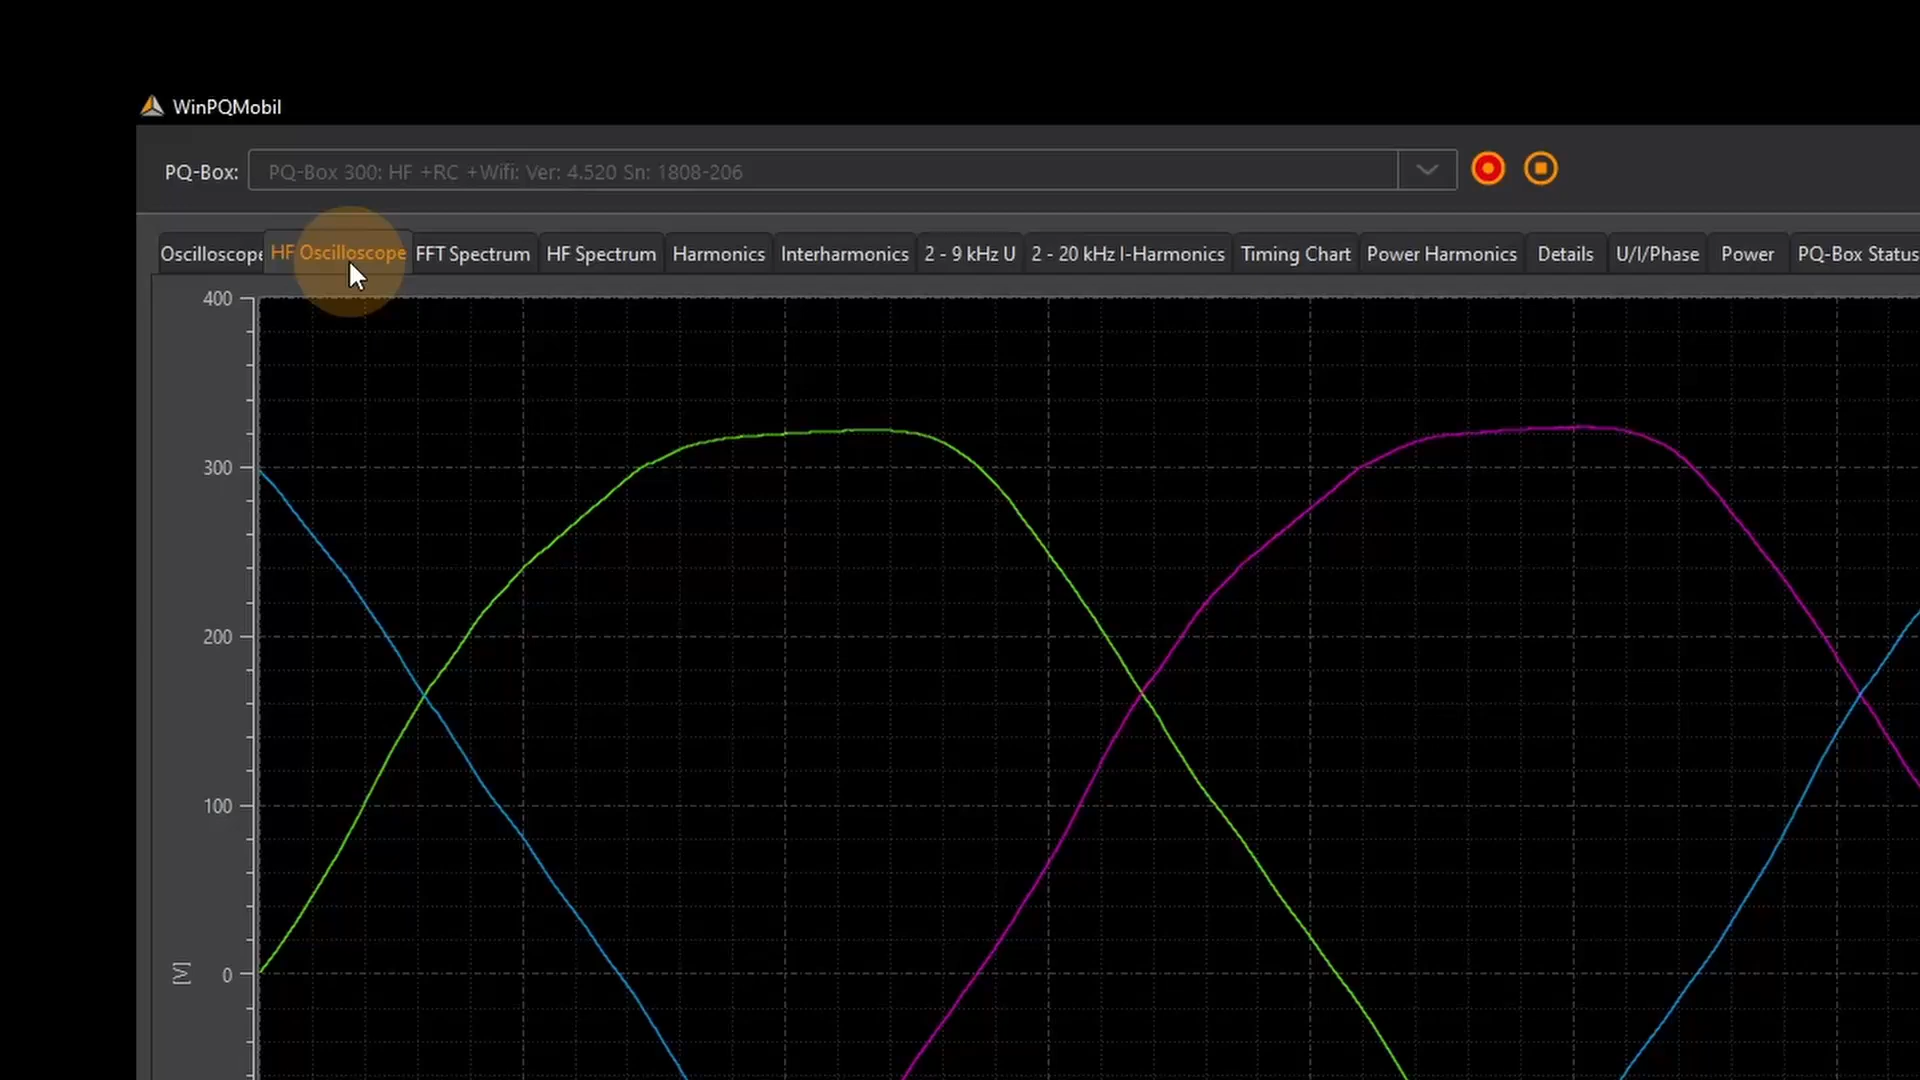 WinPQMobil
PQ-Box: PQ-Box 300: HF +RC +Wifi: Ver: 4.520 Sn: 1808-206
Oscilloscope HF Oscilloscope FFT Spectrum HF Spectrum Harmonics Interharmonics 2 - 9 kHz U 2 - 20 kHz I-Harmonics Timing Chart Power Harmonics Details U/I/Phase Power PQ-Box Status
400
300
200
100
0
[V]